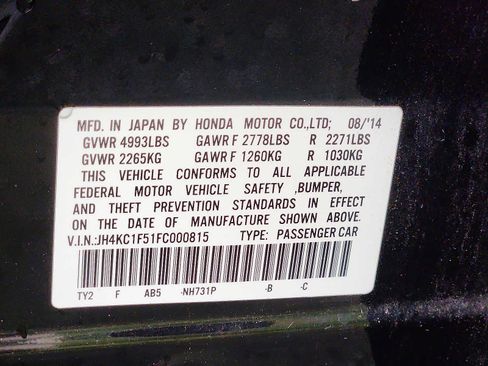 MFD. IN JAPAN BY HONDA MOTOR CO.,LTD; 08/'14
GVWR 4993LBS GAWR F 2778LBS R 2271LBS
GVWR 2265KG GAWR F 1260KG R 1030KG
THIS VEHICLE CONFORMS TO ALL APPLICABLE
FEDERAL MOTOR VEHICLE SAFETY ,BUMPER,
AND THEFT PREVENTION STANDARDS IN EFFECT
ON THE DATE OF MANUFACTURE SHOWN ABOVE.
V.I.N.:JH4KC1F51FC000815 TYPE: PASSENGER CAR
TY2 F AB5 -NH731P -B -C